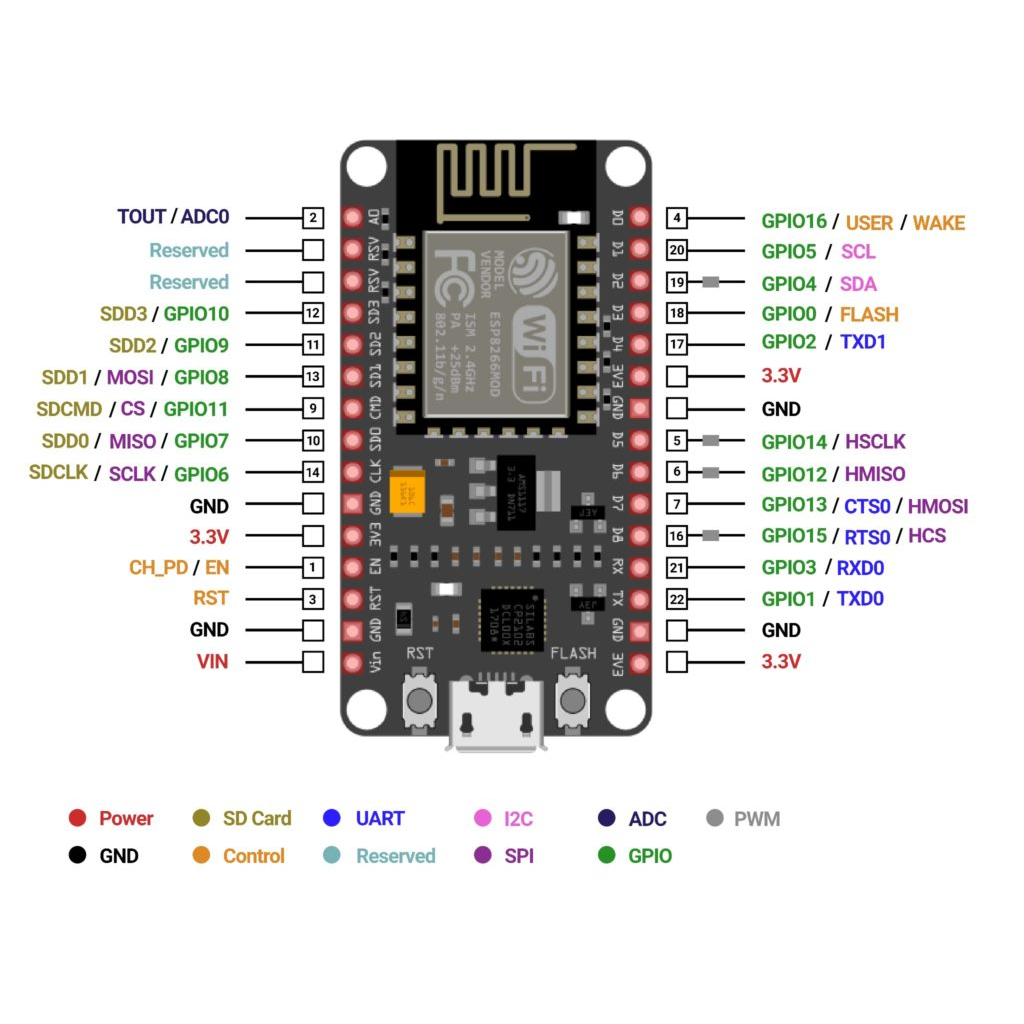 TOUT / ADC0 2 A0
Reserved RSV
Reserved RSV
SDD3 / GPIO10 12 SD3
SDD2 / GPIO9 11 SD2
SDD1 / MOSI / GPIO8 13 SD1
SDCMD / CS / GPIO11 9 CMD
SDD0 / MISO / GPIO7 10 SD0
SDCLK / SCLK / GPIO6 14 CLK
GND GND
3.3V 3V3
CH_PD / EN 1 EN
RST 3 RST
GND GND
VIN Vin
MODEL
VENDOR
ESP8266MOD
FCC
ISM 2.4GHz
PA +25dBm
802.11b/g/n
WiFi
AMS1117
3.3
SILABS
CP2102
RST
FLASH
D0 4 GPIO16 / USER / WAKE
D1 20 GPIO5 / SCL
D2 19 GPIO4 / SDA
D3 18 GPIO0 / FLASH
D4 17 GPIO2 / TXD1
3V3 3.3V
GND GND
D5 5 GPIO14 / HSCLK
D6 6 GPIO12 / HMISO
D7 7 GPIO13 / CTS0 / HMOSI
D8 16 GPIO15 / RTS0 / HCS
RX 21 GPIO3 / RXD0
TX 22 GPIO1 / TXD0
GND GND
3V3 3.3V
Power SD Card UART I2C ADC PWM
GND Control Reserved SPI GPIO